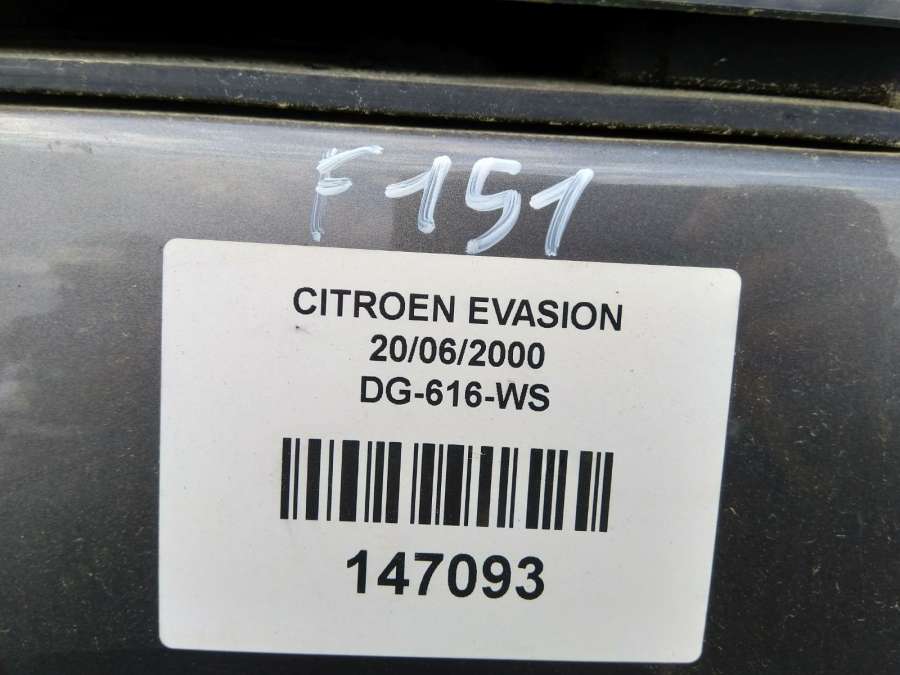 F151
CITROEN EVASION
20/06/2000
DG-616-WS
147093